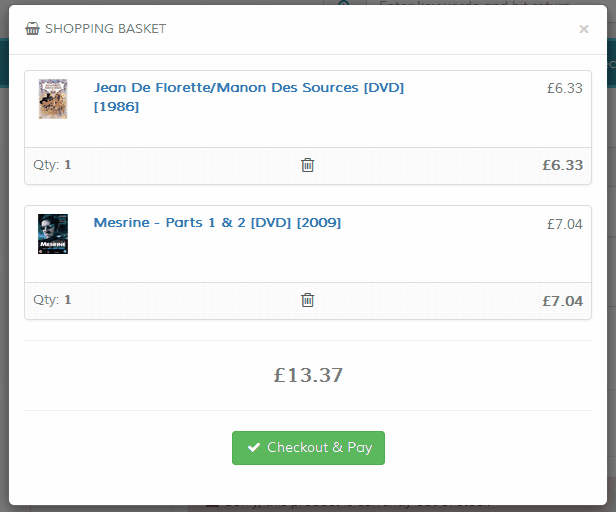 SHOPPING BASKET ×
Jean De Florette/Manon Des Sources [DVD] £6.33
[1986]
Qty: 1 £6.33
MESRINE
Mesrine - Parts 1 & 2 [DVD] [2009] £7.04
Qty: 1 £7.04
£13.37
Checkout & Pay